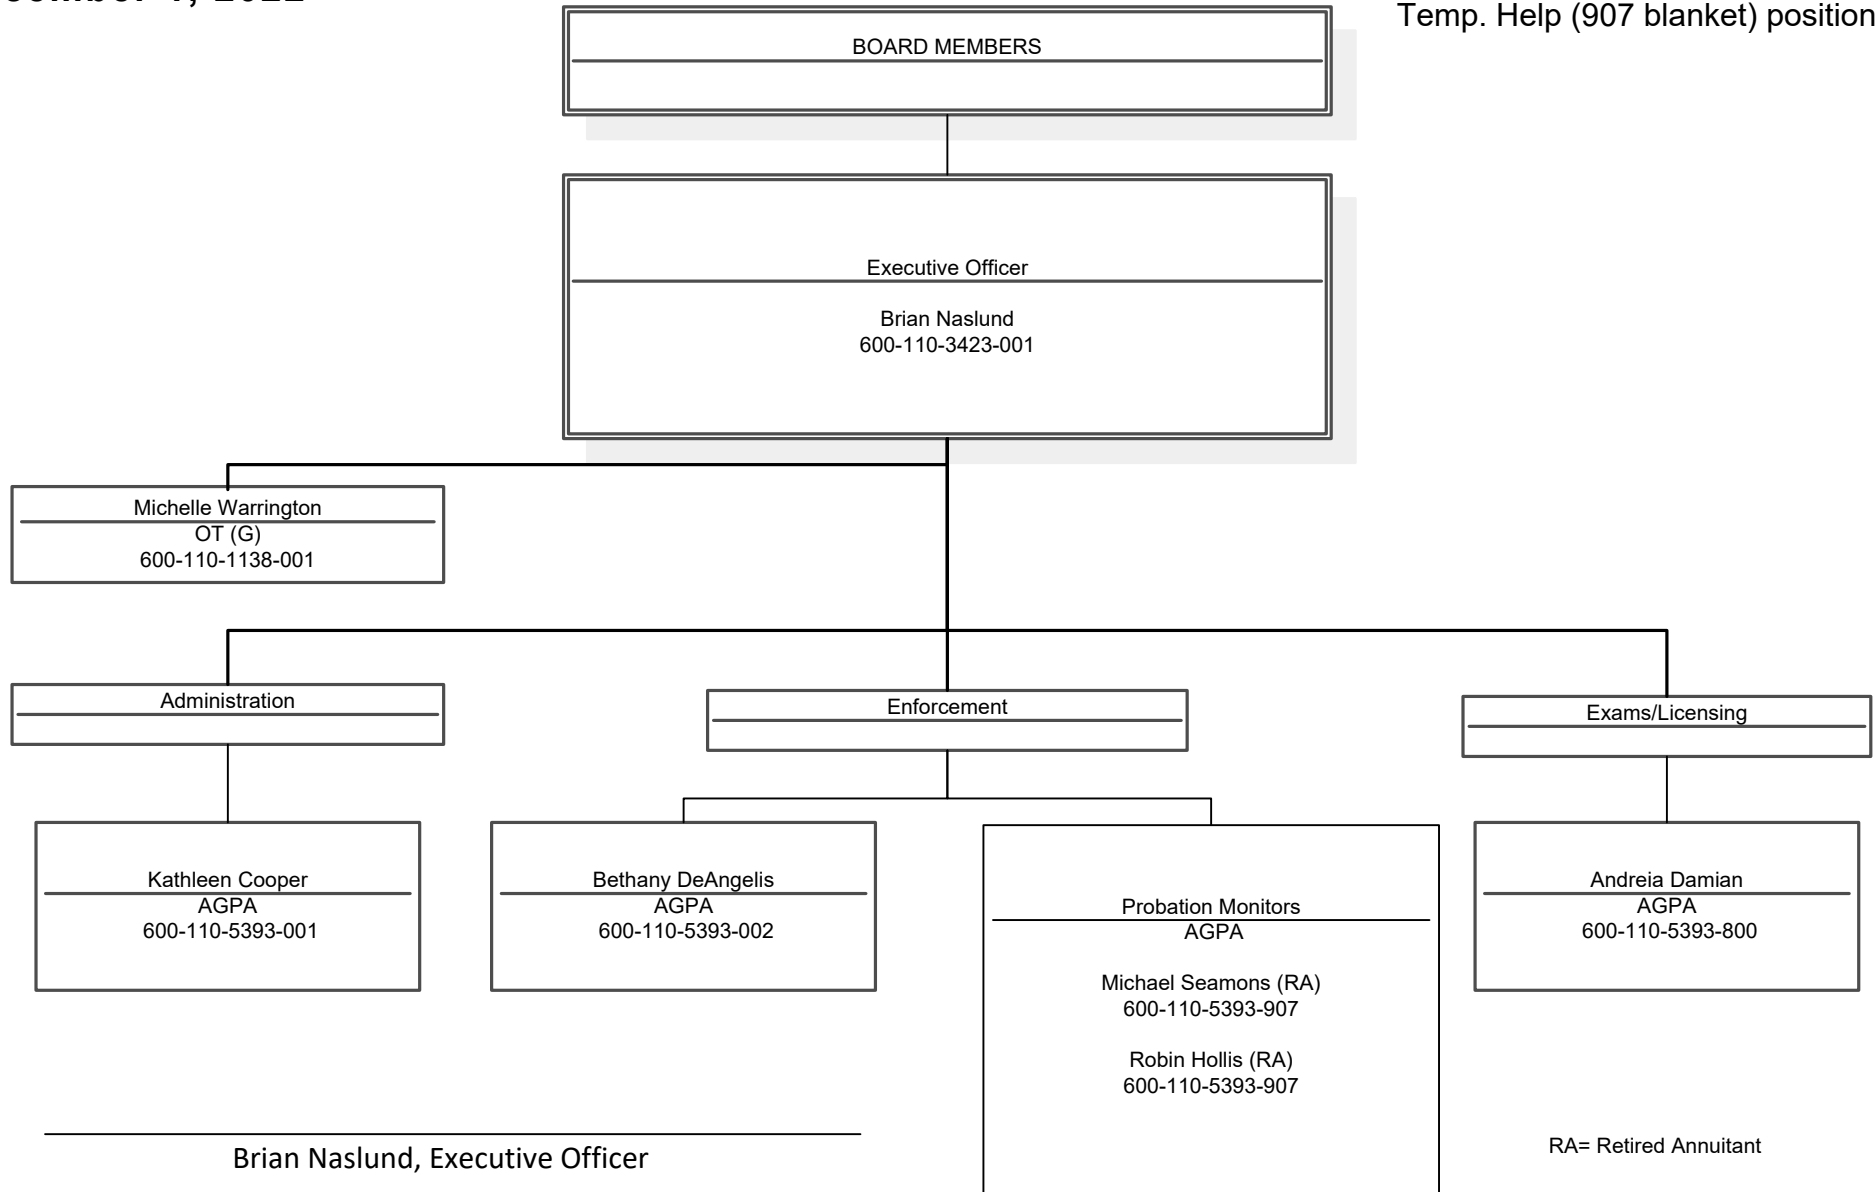 Temp. Help (907 blanket) position
BOARD MEMBERS
Executive Officer
Brian Naslund
600-110-3423-001
Michelle Warrington
OT (G)
600-110-1138-001
Administration
Enforcement
Exams/Licensing
Kathleen Cooper
AGPA
600-110-5393-001
Bethany DeAngelis
AGPA
600-110-5393-002
Probation Monitors
AGPA
Michael Seamons (RA)
600-110-5393-907
Robin Hollis (RA)
600-110-5393-907
Andreia Damian
AGPA
600-110-5393-800
Brian Naslund, Executive Officer
RA= Retired Annuitant